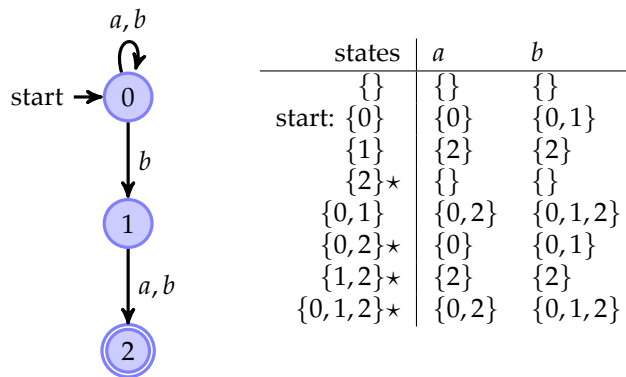 a, b
start 0
b
1
a, b
2
states a b
{} {} {}
start: {0} {0} {0, 1}
{1} {2} {2}
{2}⋆ {} {}
{0, 1} {0, 2} {0, 1, 2}
{0, 2}⋆ {0} {0, 1}
{1, 2}⋆ {2} {2}
{0, 1, 2}⋆ {0, 2} {0, 1, 2}